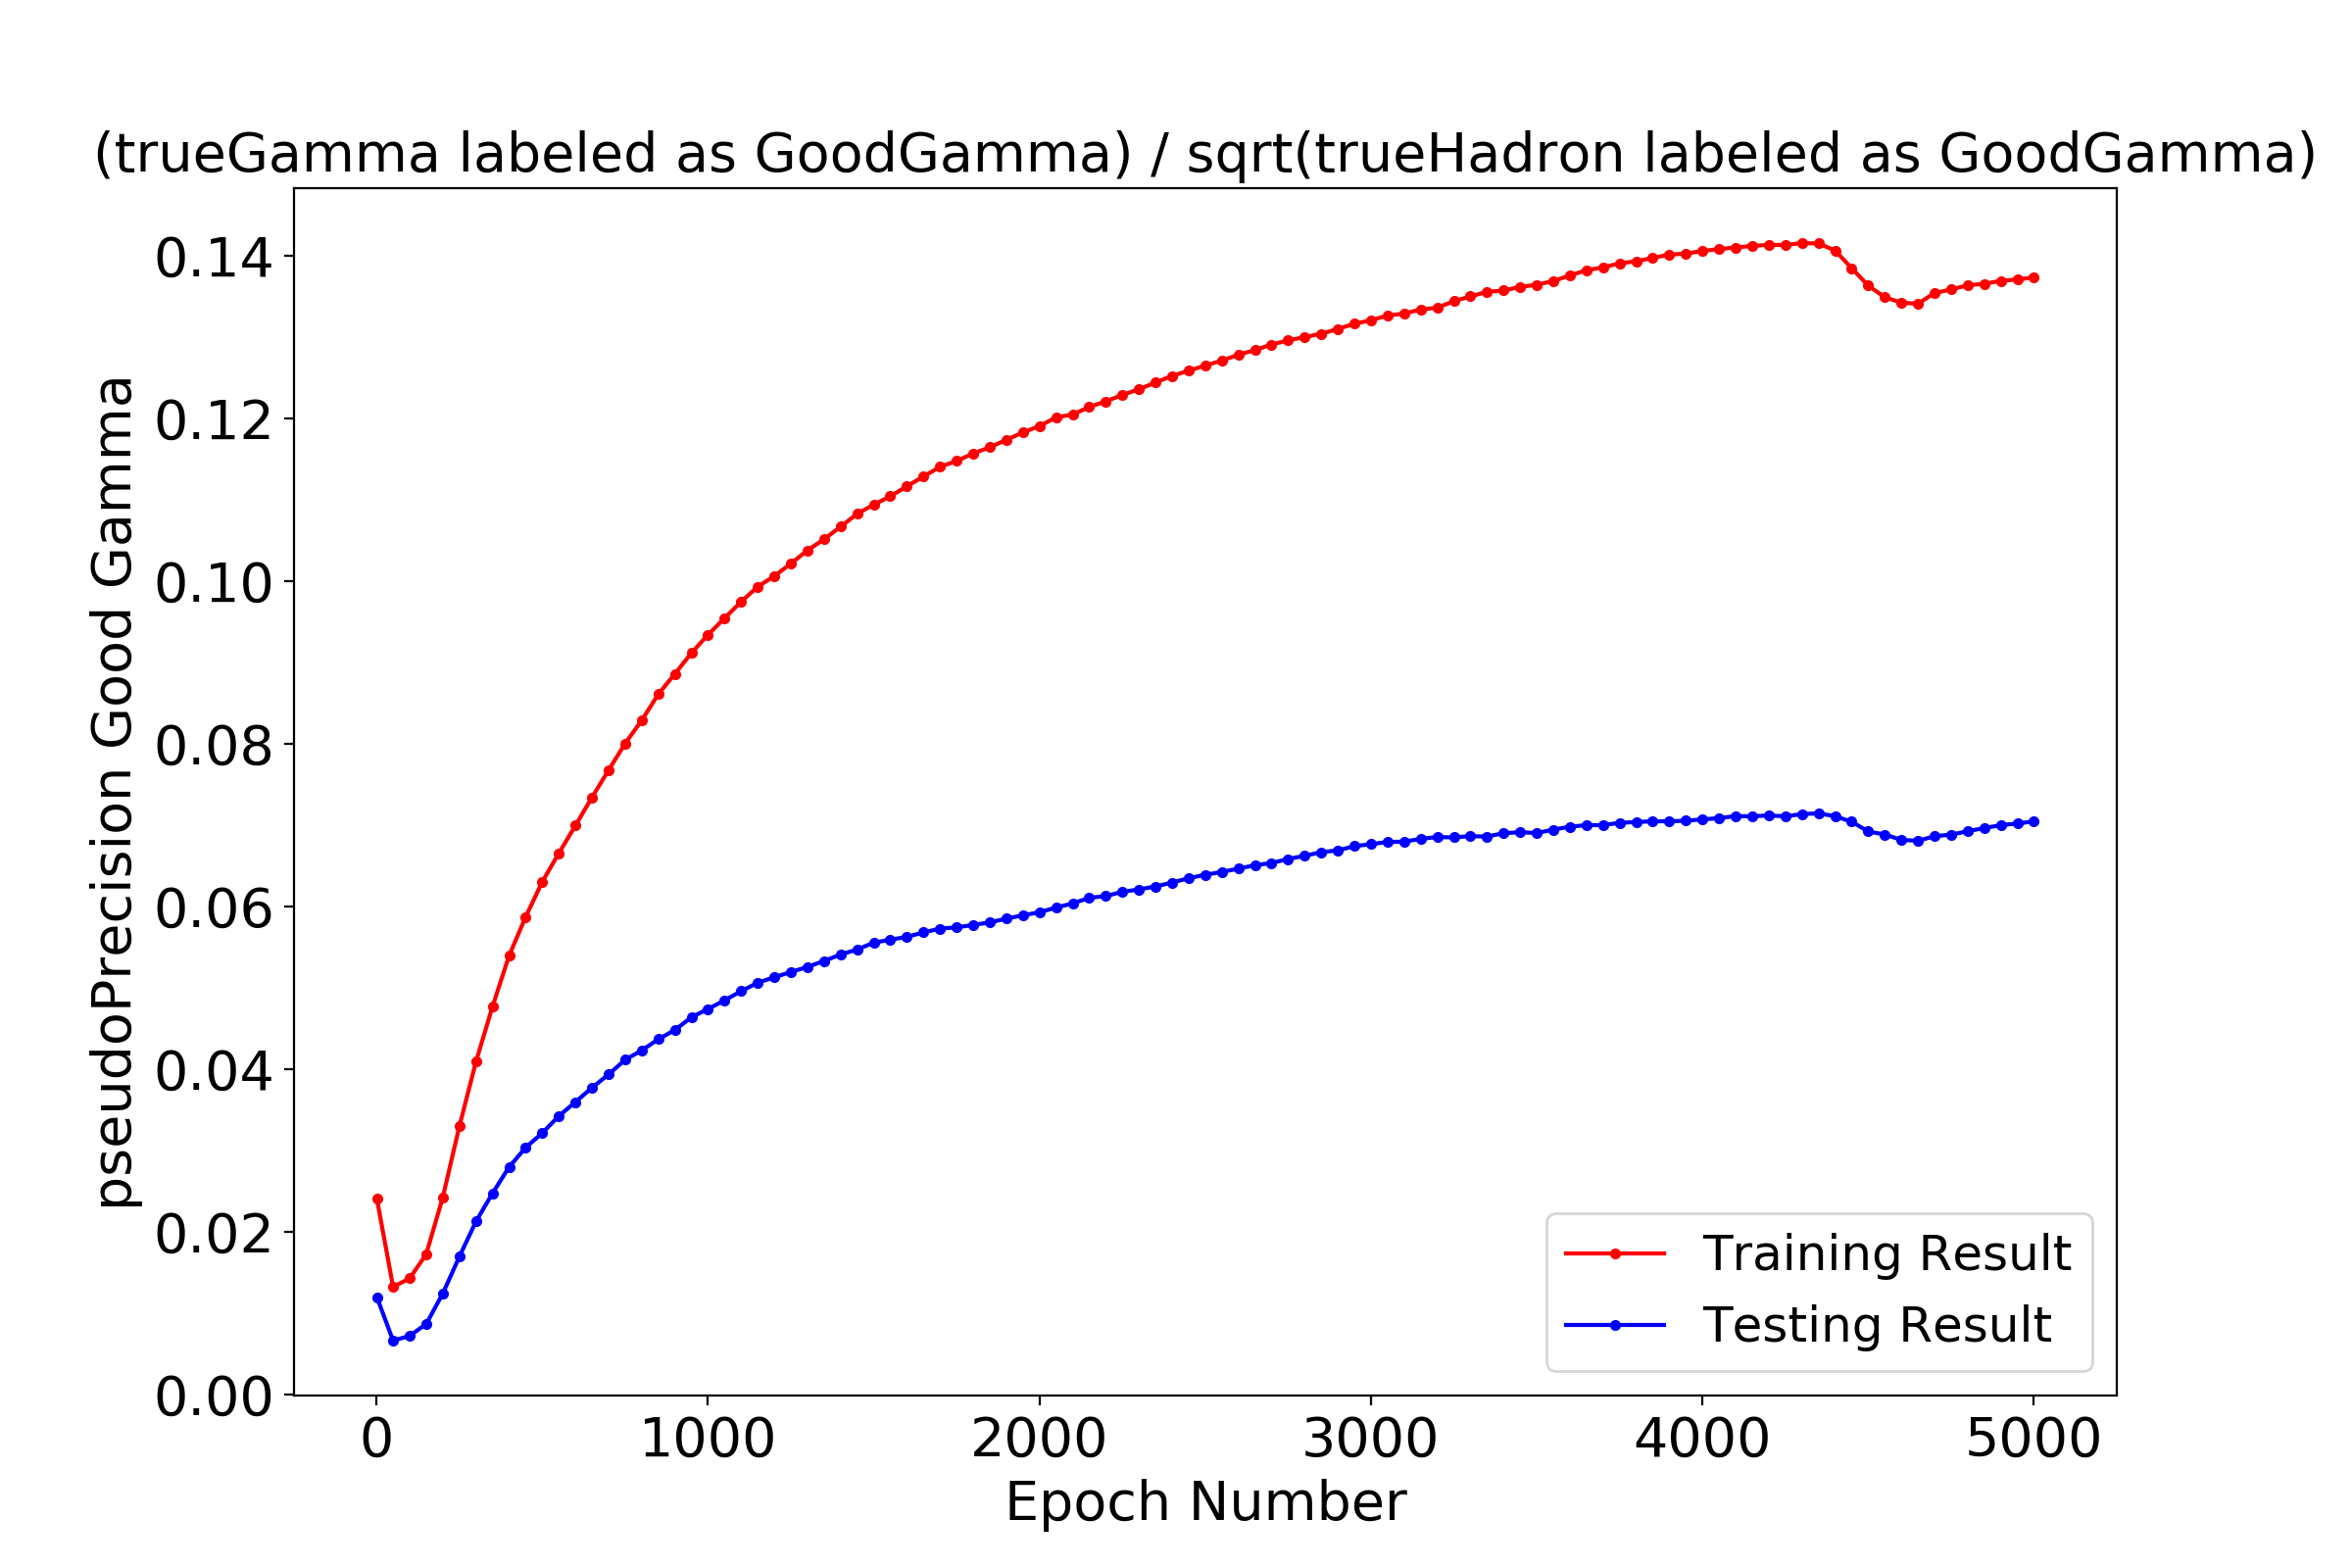 (trueGamma labeled as GoodGamma) / sqrt(trueHadron labeled as GoodGamma)
pseudoPrecision Good Gamma
0.14
0.12
0.10
0.08
0.06
0.04
0.02
0.00
Training Result
Testing Result
0 1000 2000 3000 4000 5000
Epoch Number